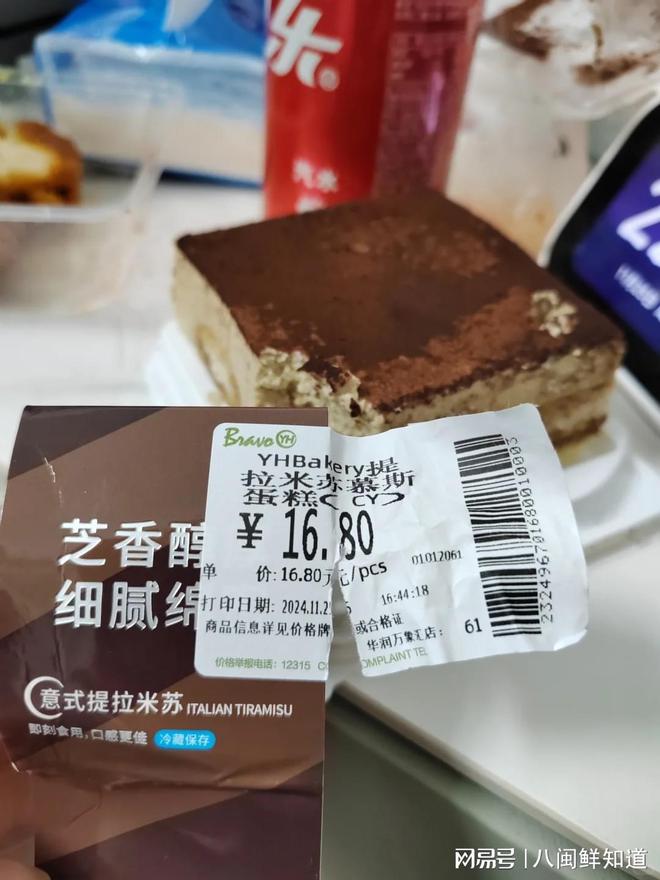 乐
汽水
Bravo YH
YHBakery提
拉米苏慕斯
蛋糕(CY)
¥ 16.80
01012061
单 价:16.80元/pcs
打印日期: 2024.11.2
16:44:18
商品信息详见价格牌或合格证
华润万象汇店: 61
价格举报电话: 12315
COMPLAINT TE
2324967016800010003
芝香醇
细腻绵
意式提拉米苏 ITALIAN TIRAMISU
即刻食用,口感更佳 冷藏保存
网易号 | 八闽鲜知道